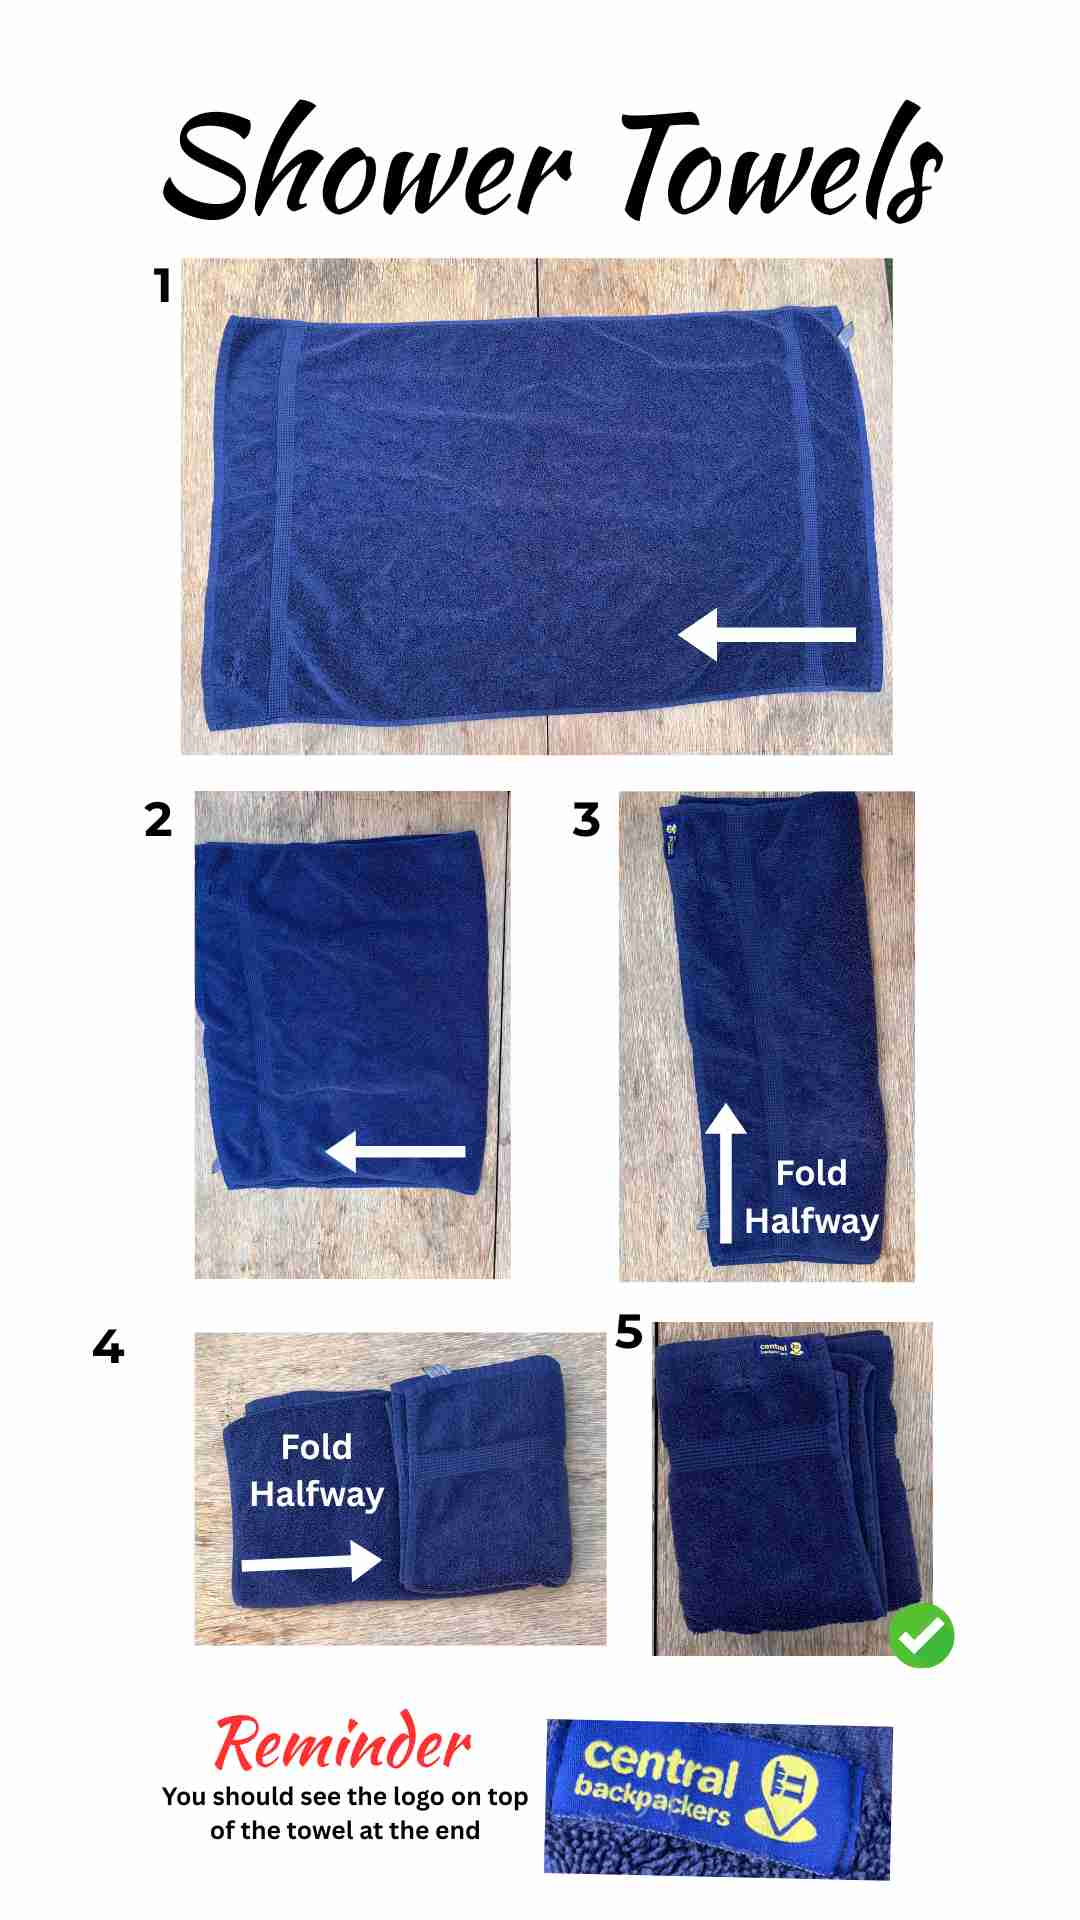 Shower Towels
1
2
3
Fold
Halfway
4
Fold
Halfway
5
central
Reminder
You should see the logo on top
of the towel at the end
central
backpackers